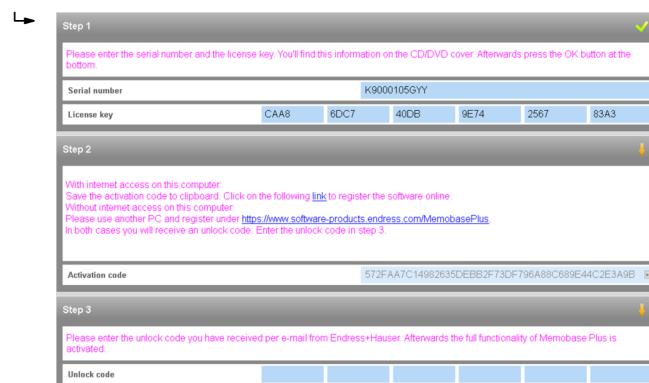 Step 1
Please enter the serial number and the license key. You'll find this information on the CD/DVD cover. Afterwards press the OK button at the
bottom.
Serial number K9000105GYY
License key CAA8 6DC7 40DB 9E74 2567 83A3
Step 2
With internet access on this computer:
Save the activation code to clipboard. Click on the following link to register the software online.
Without internet access on this computer:
Please use another PC and register under https://www.software-products.endress.com/MemobasePlus.
In both cases you will receive an unlock code. Enter the unlock code in step 3.
Activation code 572FAA7C14982635DEBB2F73DF796A88C689E44C2E3A9B
Step 3
Please enter the unlock code you have received per e-mail from Endress+Hauser. Afterwards the full functionality of Memobase Plus is
activated.
Unlock code